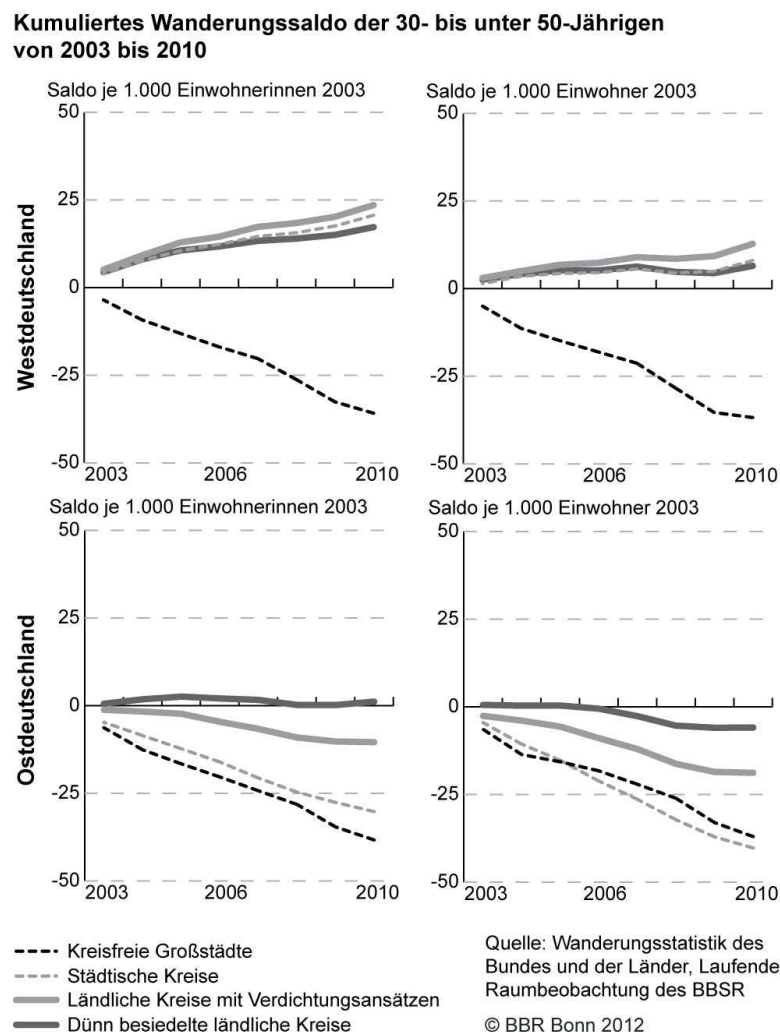 Kumuliertes Wanderungssaldo der 30- bis unter 50-Jährigen
von 2003 bis 2010
Westdeutschland
Saldo je 1.000 Einwohnerinnen 2003
50
25
0
-25
-50
2003
2006
2010
Saldo je 1.000 Einwohner 2003
50
25
0
-25
-50
2003
2006
2010
Ostdeutschland
Saldo je 1.000 Einwohnerinnen 2003
50
25
0
-25
-50
2003
2006
2010
Saldo je 1.000 Einwohner 2003
50
25
0
-25
-50
2003
2006
2010
Kreisfreie Großstädte
Städtische Kreise
Ländliche Kreise mit Verdichtungsansätzen
Dünn besiedelte ländliche Kreise
Quelle: Wanderungsstatistik des
Bundes und der Länder, Laufende
Raumbeobachtung des BBSR
© BBR Bonn 2012